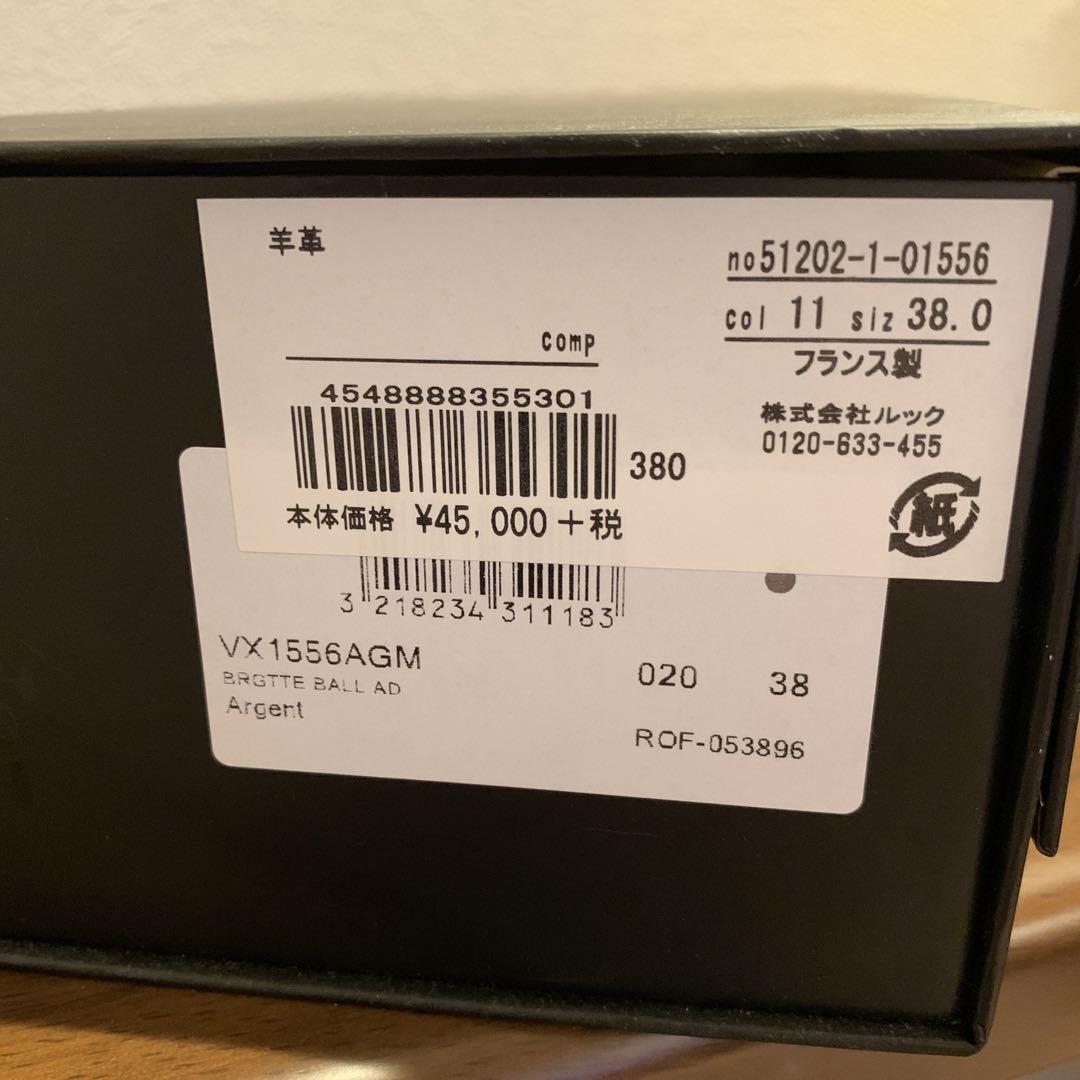 羊革
no51202-1-01556
col 11 siz 38.0
フランス製
comp
4548888355301
380
株式会社ルック
0120-633-455
紙
本体価格 ¥45,000+税
3 218234 311183
VX1556AGM
BRGTTE BALL AD
020 38
Argent
ROF-053896